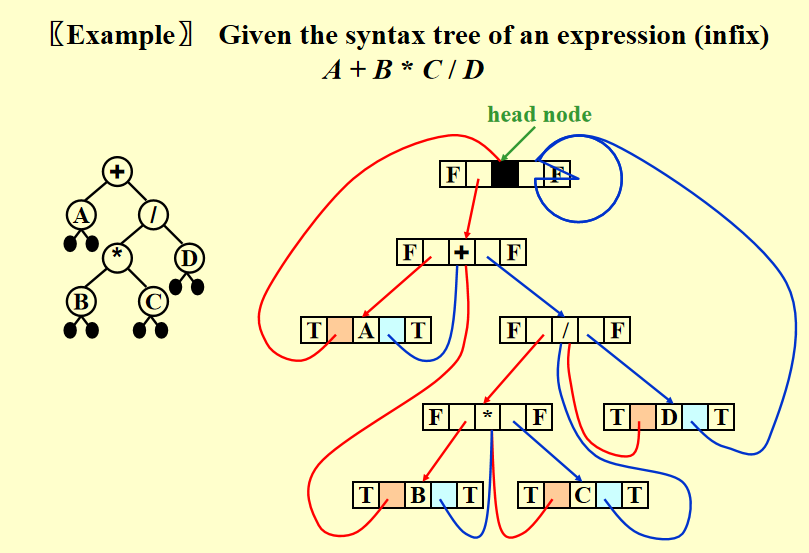 〖Example〗 Given the syntax tree of an expression (infix)
A + B * C / D
head node
F F
+
F + F
A /
* D
T A T F / F
B C
F * F T D T
T B T T C T